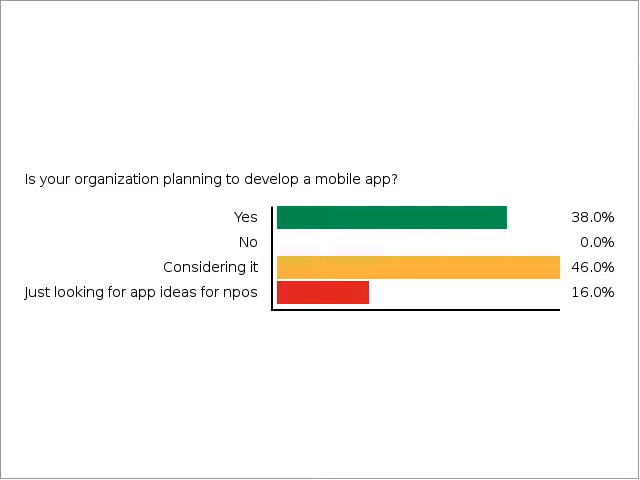 Is your organization planning to develop a mobile app?
Yes 38.0%
No 0.0%
Considering it 46.0%
Just looking for app ideas for npos 16.0%